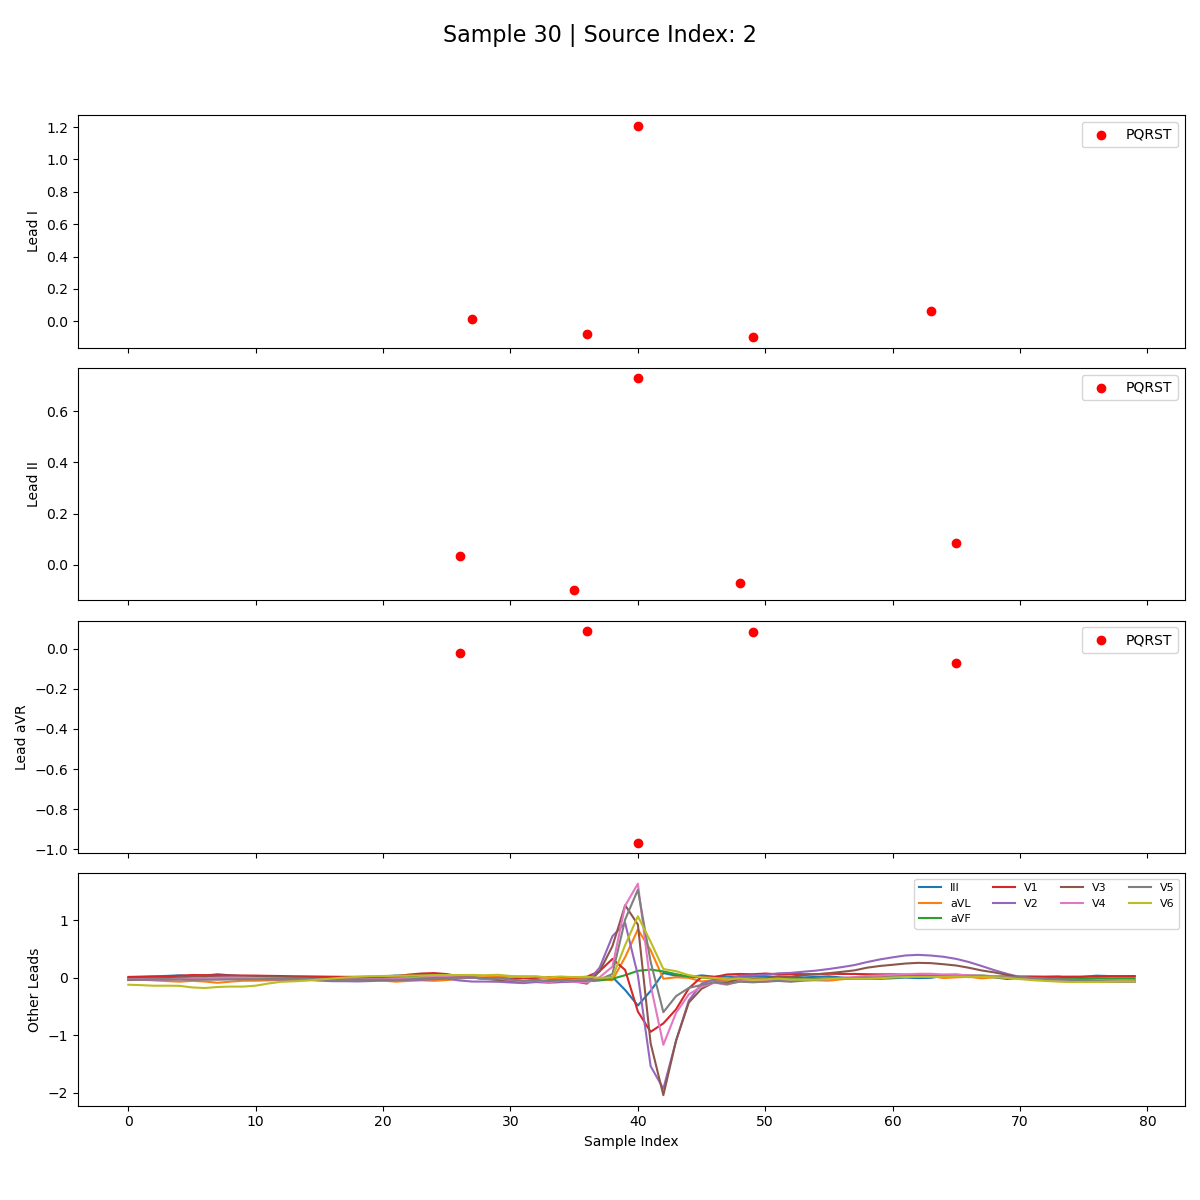 Sample 30 | Source Index: 2
1.2
1.0
0.8
0.6
0.4
0.2
0.0
Lead I
PQRST
0.6
0.4
0.2
0.0
Lead II
PQRST
0.0
−0.2
−0.4
−0.6
−0.8
−1.0
Lead aVR
PQRST
1
0
−1
−2
Other Leads
III V1 V3 V5
aVL V2 V4 V6
aVF
0 10 20 30 40 50 60 70 80
Sample Index